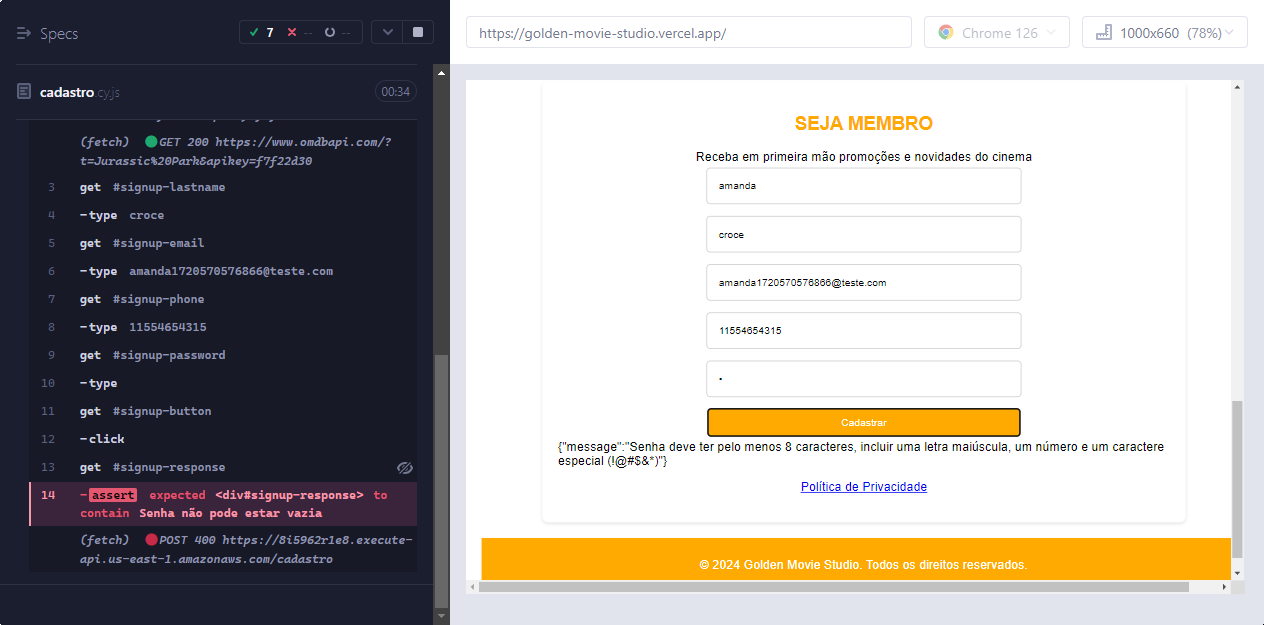 Specs
7
--
--
cadastro.cy.js
00:34
(fetch) GET 200 https://www.omdbapi.com/?
t=Jurassic%20Park&apikey=f7f22d30
3 get #signup-lastname
4 -type croce
5 get #signup-email
6 -type amanda1720570576866@teste.com
7 get #signup-phone
8 -type 11554654315
9 get #signup-password
10 -type
11 get #signup-button
12 -click
13 get #signup-response
14 -assert expected <div#signup-response> to
contain Senha não pode estar vazia
(fetch) POST 400 https://8i5962r1e8.execute-
api.us-east-1.amazonaws.com/cadastro
https://golden-movie-studio.vercel.app/
Chrome 126
1000x660 (78%)
SEJA MEMBRO
Receba em primeira mão promoções e novidades do cinema
amanda
croce
amanda1720570576866@teste.com
11554654315
•
Cadastrar
{"message":"Senha deve ter pelo menos 8 caracteres, incluir uma letra maiúscula, um número e um caractere
especial (!@#$&*)"}
Política de Privacidade
© 2024 Golden Movie Studio. Todos os direitos reservados.